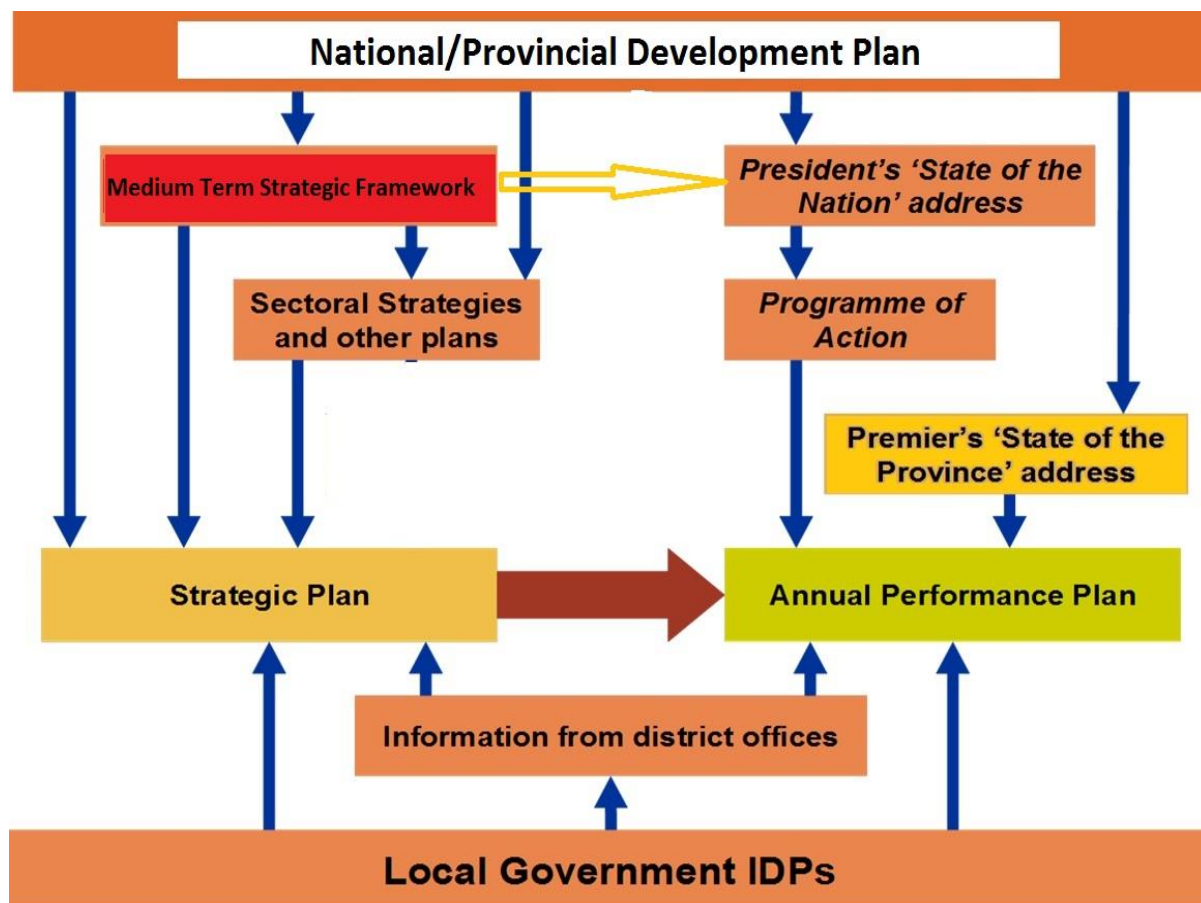 National/Provincial Development Plan
Medium Term Strategic Framework
President’s ‘State of the
Nation’ address
Sectoral Strategies
and other plans
Programme of
Action
Premier’s ‘State of the
Province’ address
Strategic Plan
Annual Performance Plan
Information from district offices
Local Government IDPs